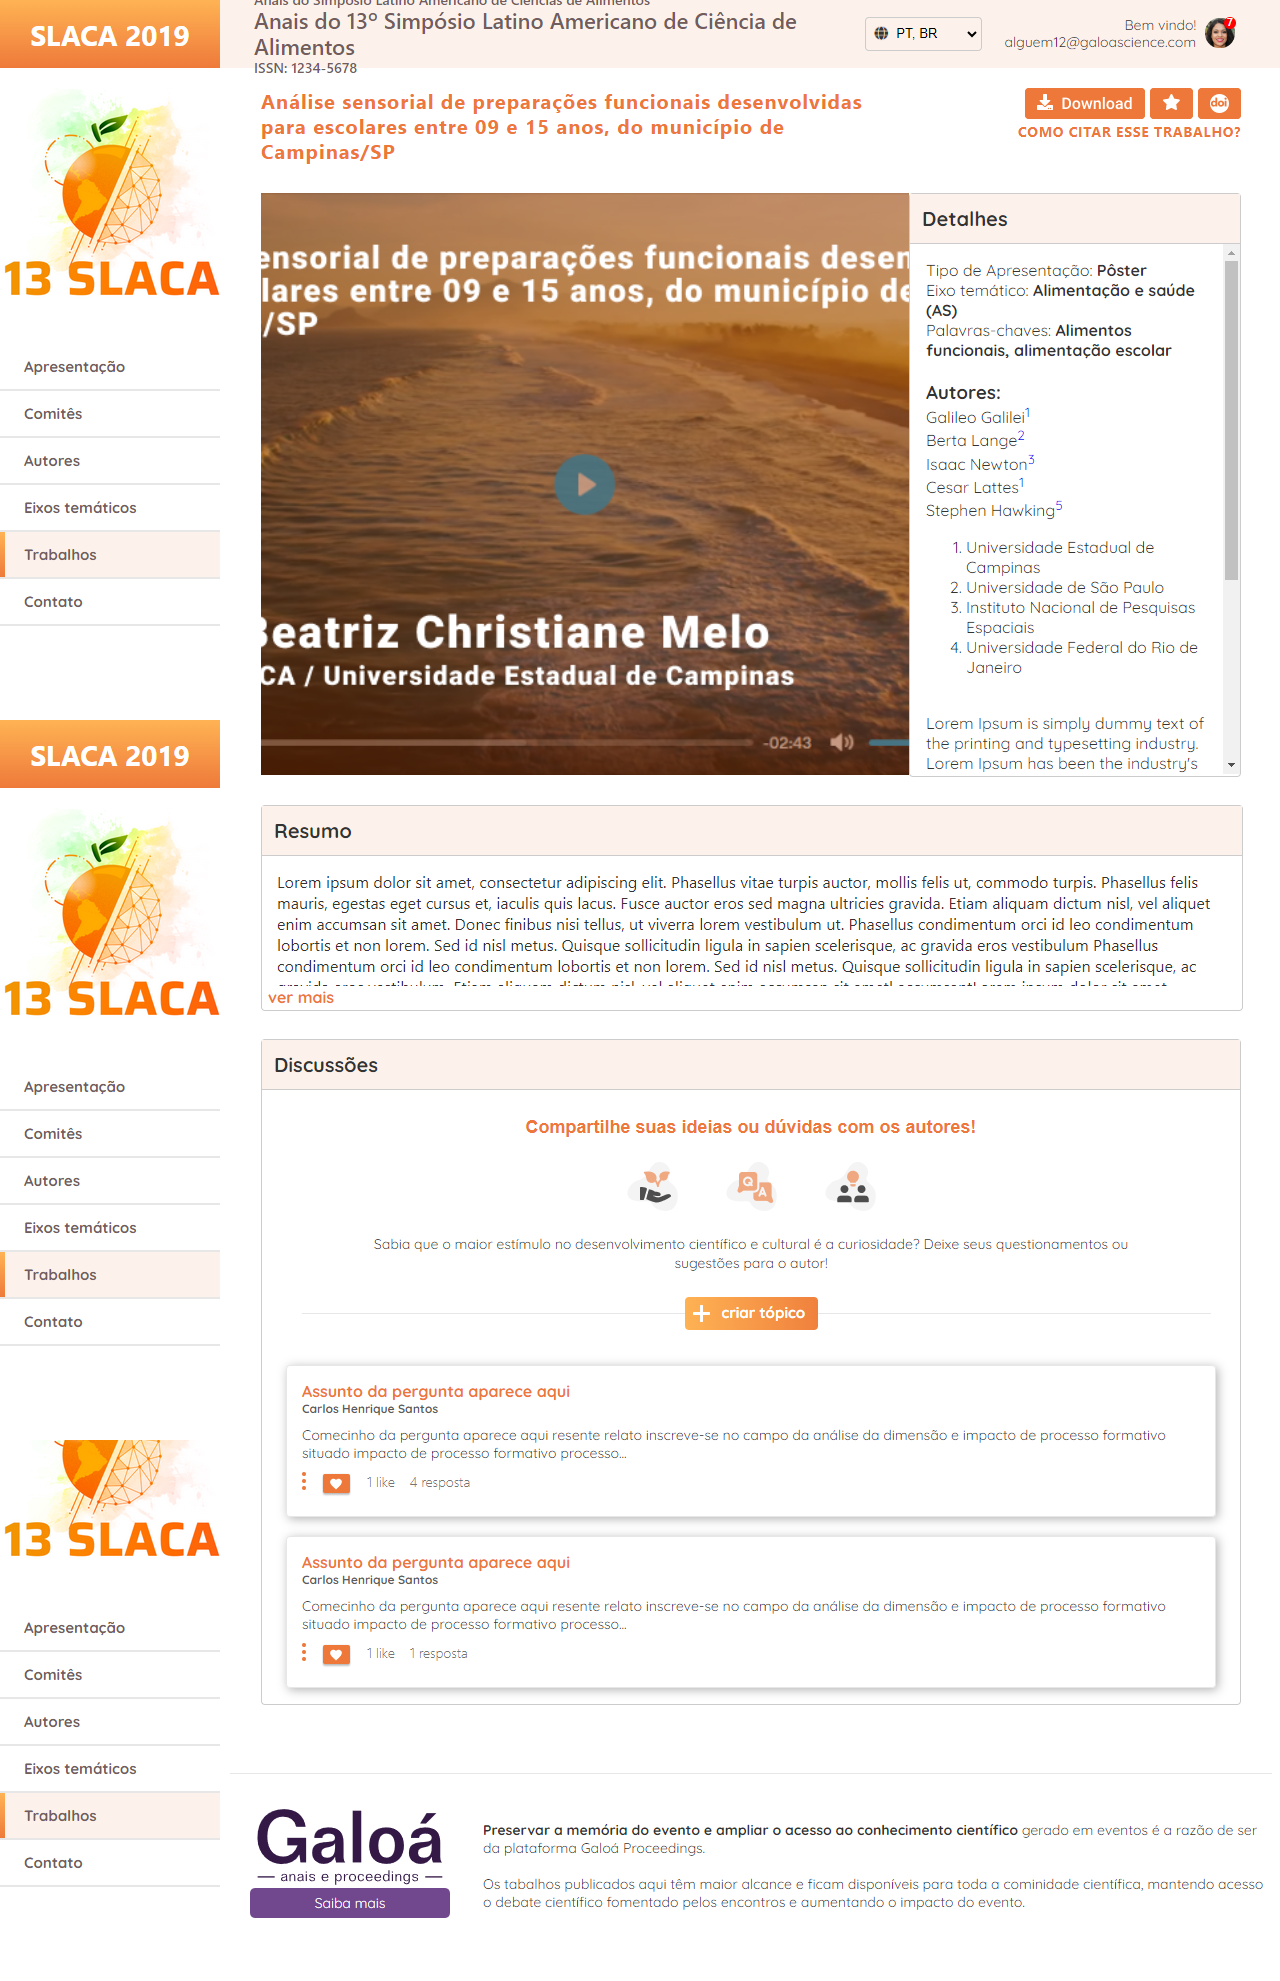 SLACA 2019
Anais do Simpósio Latino Americano de Ciências de Alimentos
Anais do 13º Simpósio Latino Americano de Ciência de
Alimentos
ISSN: 1234-5678
PT, BR
Bem vindo!
alguem12@galoascience.com
7
13 SLACA
Apresentação
Comitês
Autores
Eixos temáticos
Trabalhos
Contato
Análise sensorial de preparações funcionais desenvolvidas
para escolares entre 09 e 15 anos, do município de
Campinas/SP
Download
doi
COMO CITAR ESSE TRABALHO?
ensorial de preparações funcionais desen
lares entre 09 e 15 anos, do município de
/SP
Beatriz Christiane Melo
CA / Universidade Estadual de Campinas
-02:43
Detalhes
Tipo de Apresentação: Pôster
Eixo temático: Alimentação e saúde
(AS)
Palavras-chaves: Alimentos
funcionais, alimentação escolar
Autores:
Galileo Galilei1
Berta Lange2
Isaac Newton3
Cesar Lattes1
Stephen Hawking5
1. Universidade Estadual de
Campinas
2. Universidade de São Paulo
3. Instituto Nacional de Pesquisas
Espaciais
4. Universidade Federal do Rio de
Janeiro
Lorem Ipsum is simply dummy text of
the printing and typesetting industry.
Lorem Ipsum has been the industry's
SLACA 2019
13 SLACA
Apresentação
Comitês
Autores
Eixos temáticos
Trabalhos
Contato
Resumo
Lorem ipsum dolor sit amet, consectetur adipiscing elit. Phasellus vitae turpis auctor, mollis felis ut, commodo turpis. Phasellus felis
mauris, egestas eget cursus et, iaculis quis lacus. Fusce auctor eros sed magna ultricies gravida. Etiam aliquam dictum nisl, vel aliquet
enim accumsan sit amet. Donec finibus nisi tellus, ut viverra lorem vestibulum ut. Phasellus condimentum orci id leo condimentum
lobortis et non lorem. Sed id nisl metus. Quisque sollicitudin ligula in sapien scelerisque, ac gravida eros vestibulum Phasellus
condimentum orci id leo condimentum lobortis et non lorem. Sed id nisl metus. Quisque sollicitudin ligula in sapien scelerisque, ac
ver mais
Discussões
Compartilhe suas ideias ou dúvidas com os autores!
Q
A
Sabia que o maior estímulo no desenvolvimento científico e cultural é a curiosidade? Deixe seus questionamentos ou
sugestões para o autor!
criar tópico
Assunto da pergunta aparece aqui
Carlos Henrique Santos
Comecinho da pergunta aparece aqui resente relato inscreve-se no campo da análise da dimensão e impacto de processo formativo
situado impacto de processo formativo processo...
1 like 4 resposta
Assunto da pergunta aparece aqui
Carlos Henrique Santos
Comecinho da pergunta aparece aqui resente relato inscreve-se no campo da análise da dimensão e impacto de processo formativo
situado impacto de processo formativo processo...
1 like 1 resposta
13 SLACA
Apresentação
Comitês
Autores
Eixos temáticos
Trabalhos
Contato
Galoá
anais e proceedings
Saiba mais
Preservar a memória do evento e ampliar o acesso ao conhecimento científico gerado em eventos é a razão de ser
da plataforma Galoá Proceedings.
Os tabalhos publicados aqui têm maior alcance e ficam disponíveis para toda a cominidade científica, mantendo acesso
o debate científico fomentado pelos encontros e aumentando o impacto do evento.